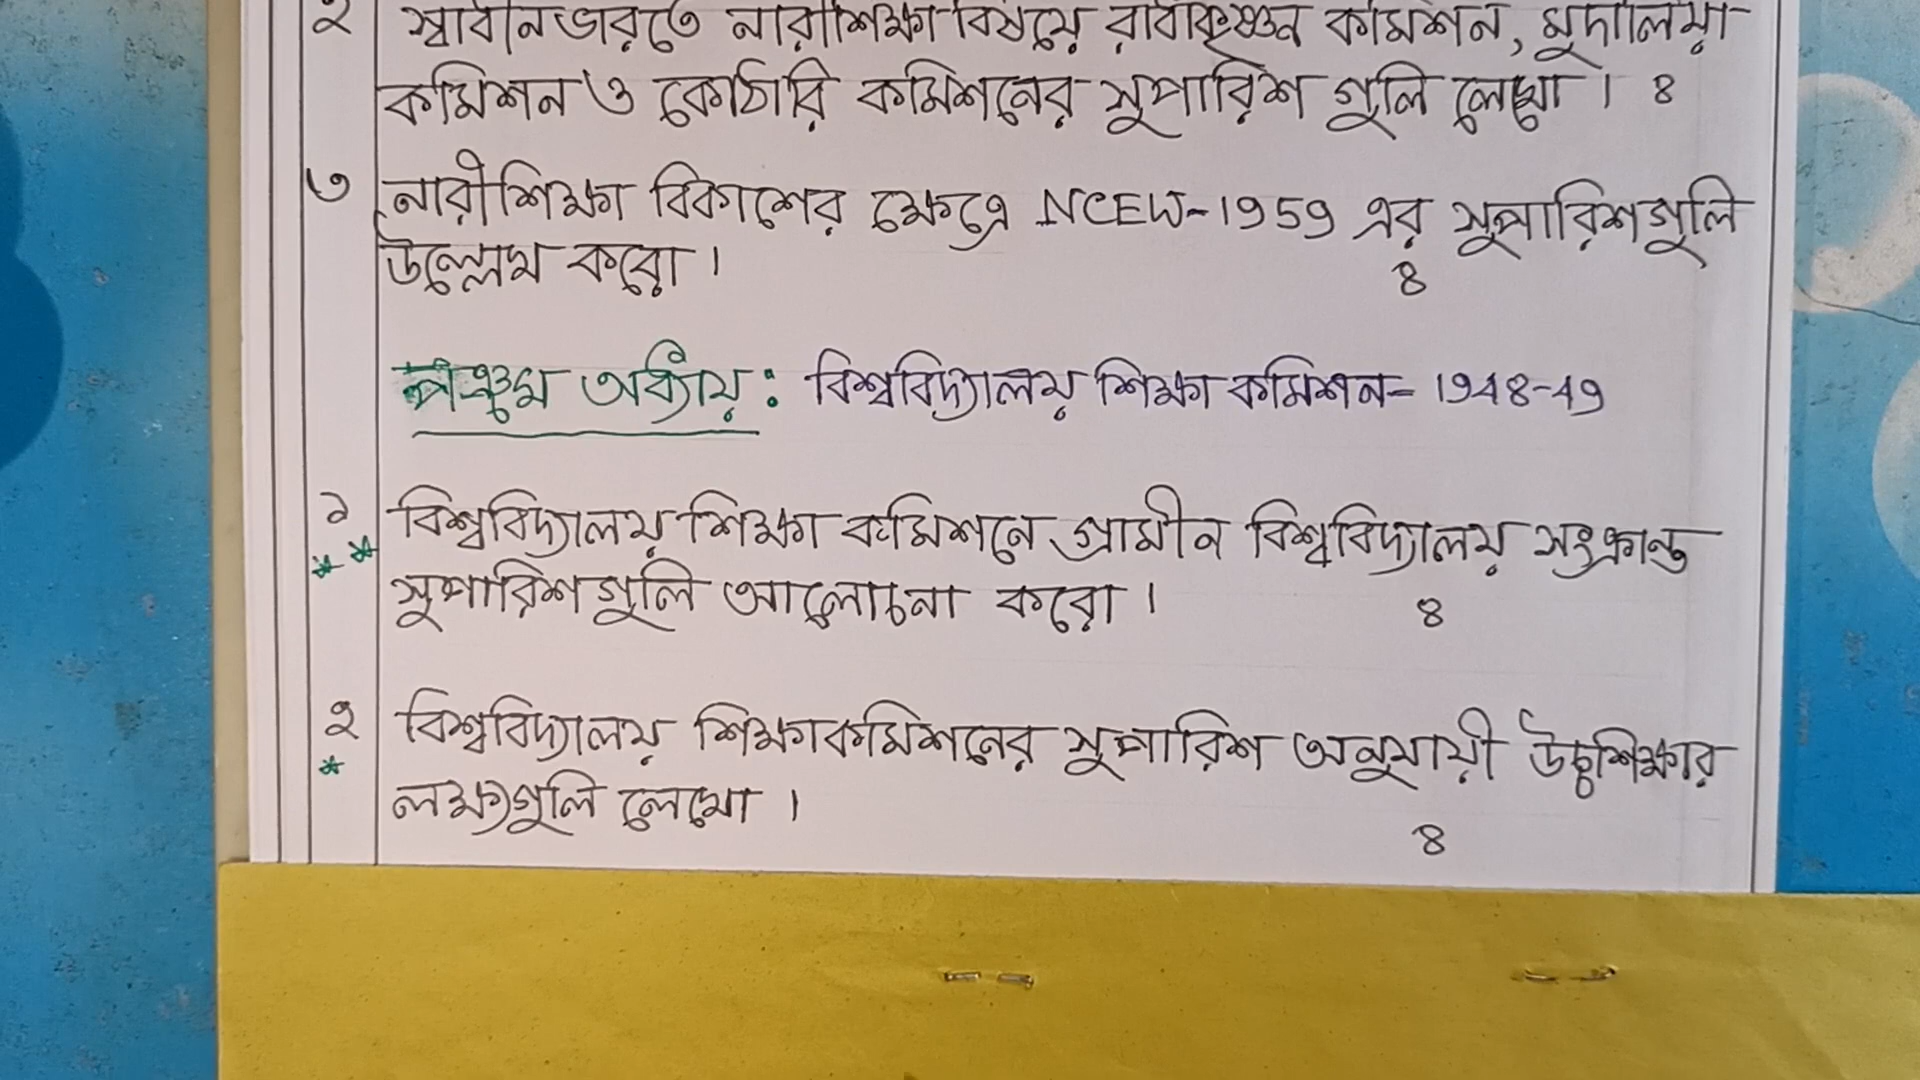 ২ স্বাধীন ভারতে নারীশিক্ষা বিষয়ে রাধাকৃষ্ণন কমিশন, মুদালিয়র
কমিশন ও কোঠারি কমিশনের সুপারিশ গুলি লেখো। ৪
৩ নারীশিক্ষা বিকাশের ক্ষেত্রে NCEW-1959 এর সুপারিশগুলি
উল্লেখ করো। ৪
পঞ্চম অধ্যায়: বিশ্ববিদ্যালয় শিক্ষা কমিশন- 1948-49
১ বিশ্ববিদ্যালয় শিক্ষা কমিশনে গ্রামীন বিশ্ববিদ্যালয় সংক্রান্ত
সুপারিশগুলি আলোচনা করো। ৪
২ বিশ্ববিদ্যালয় শিক্ষাকমিশনের সুপারিশ অনুযায়ী উচ্চশিক্ষার
লক্ষ্যগুলি লেখো। ৪